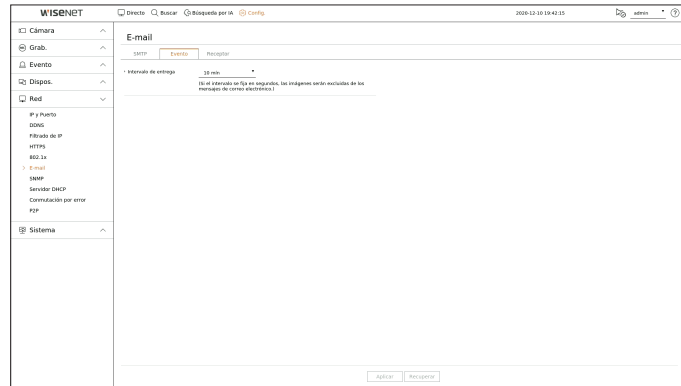 WISENET
Directo Buscar Búsqueda por IA Config. 2020-12-10 19:42:15 admin
Cámara
Grab.
Evento
Dispos.
Red
IP y Puerto
DDNS
Filtrado de IP
HTTPS
802.1x
> E-mail
SNMP
Servidor DHCP
Conmutación por error
P2P
Sistema
E-mail
SMTP Evento Receptor
• Intervalo de entrega 10 min
(Si el intervalo se fija en segundos, las imágenes serán excluidas de los
mensajes de correo electrónico.)
Aplicar Recuperar